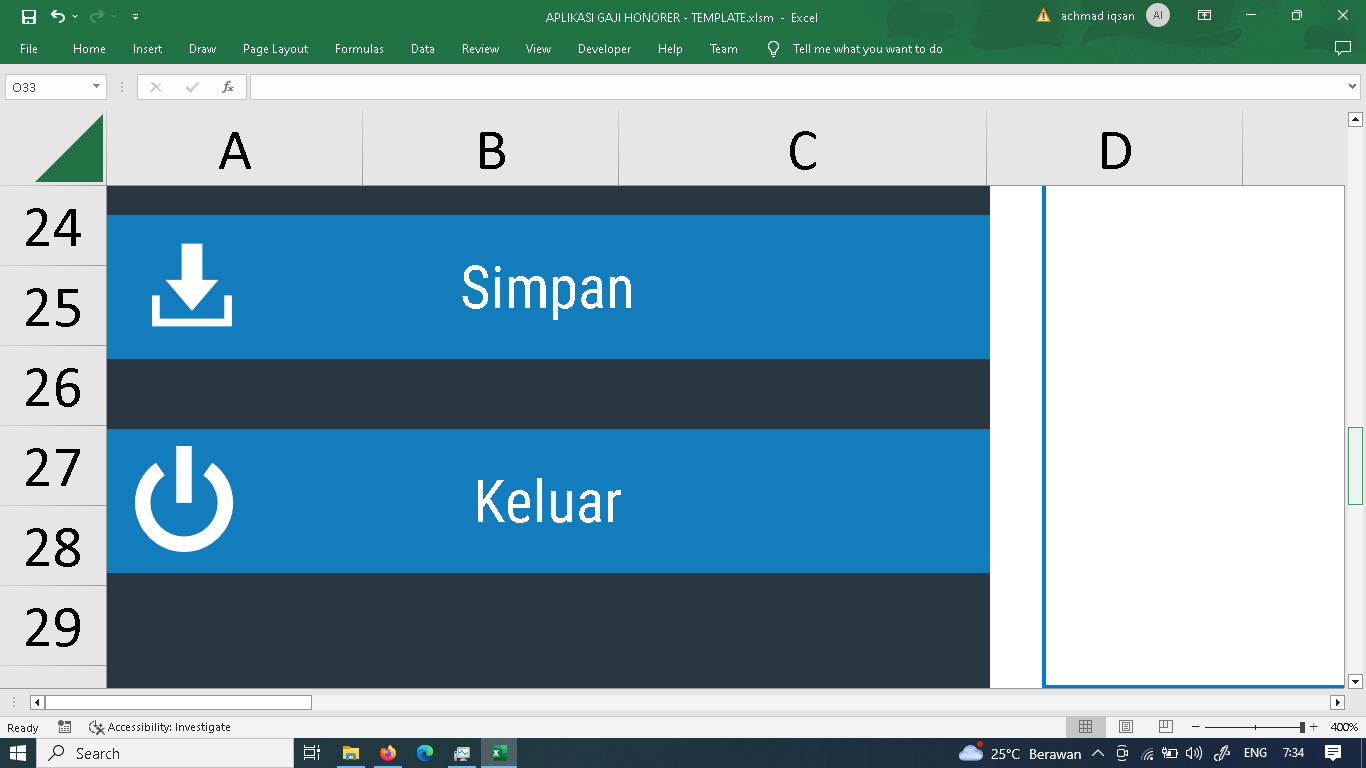 APLIKASI GAJI HONORER - TEMPLATE.xlsm - Excel
achmad iqsan
AI
File Home Insert Draw Page Layout Formulas Data Review View Developer Help Team Tell me what you want to do
O33
fx
A B C D
24
Simpan
25
26
27
Keluar
28
29
Ready
Accessibility: Investigate
400%
Search
25°C Berawan
ENG
7:34